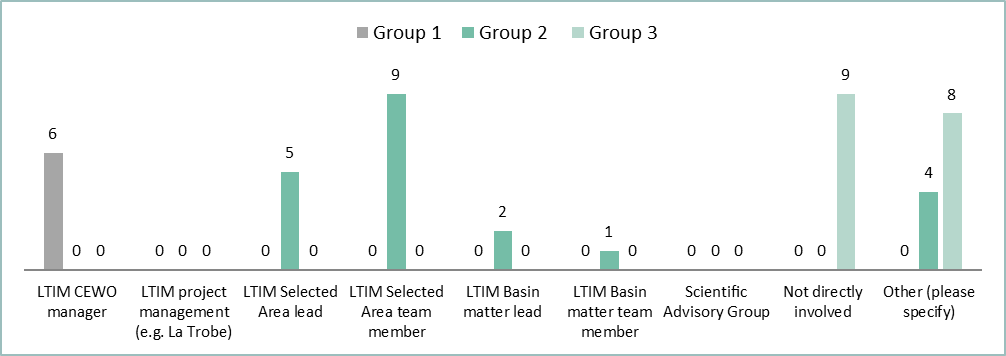 Group 1 Group 2 Group 3
9 9
8
6
5
4
2
1
0 0 0 0 0 0 0 0 0 0 0 0 0 0 0 0 0 0 0
LTIM CEWO manager
LTIM project management (e.g. La Trobe)
LTIM Selected Area lead
LTIM Selected Area team member
LTIM Basin matter lead
LTIM Basin matter team member
Scientific Advisory Group
Not directly involved
Other (please specify)